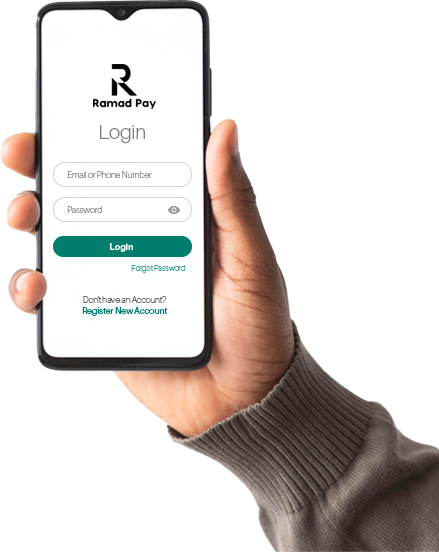 Ramad Pay
Login
Email or Phone Number
Password
Login
Forgot Password
Don't have an Account?
Register New Account